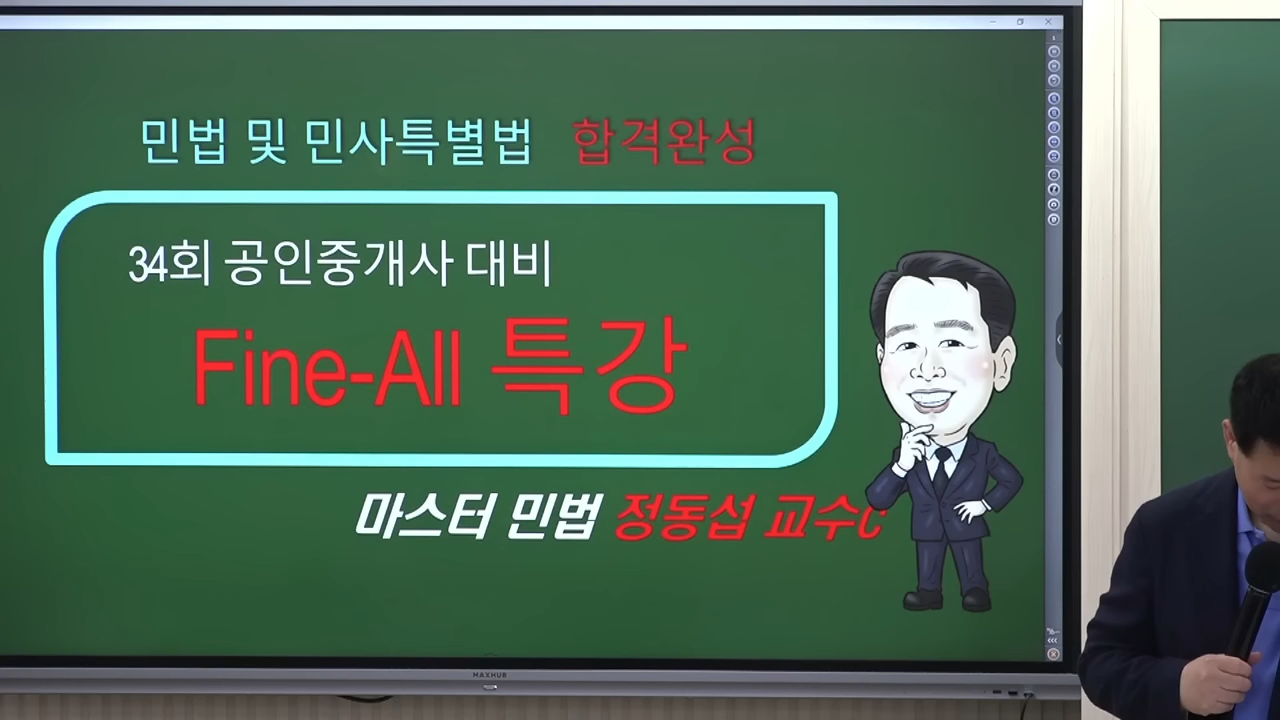 민법 및 민사특별법 합격완성
34회 공인중개사 대비
Fine-All 특강
마스터 민법 정동섭 교수
MAXHUB